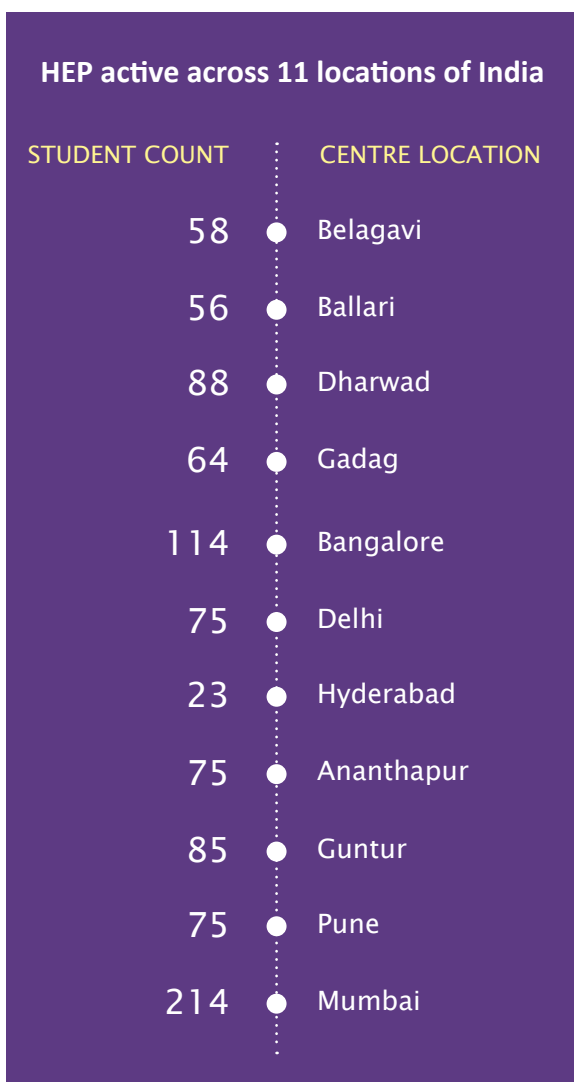 HEP active across 11 locations of India
STUDENT COUNT CENTRE LOCATION
58 Belagavi
56 Ballari
88 Dharwad
64 Gadag
114 Bangalore
75 Delhi
23 Hyderabad
75 Ananthapur
85 Guntur
75 Pune
214 Mumbai